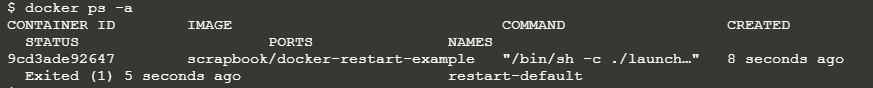 $ docker ps -a
CONTAINER ID        IMAGE                               COMMAND                  CREATED
  STATUS                     PORTS               NAMES
9cd3ade92647        scrapbook/docker-restart-example    "/bin/sh -c ./launch…"   8 seconds ago
  Exited (1) 5 seconds ago                       restart-default